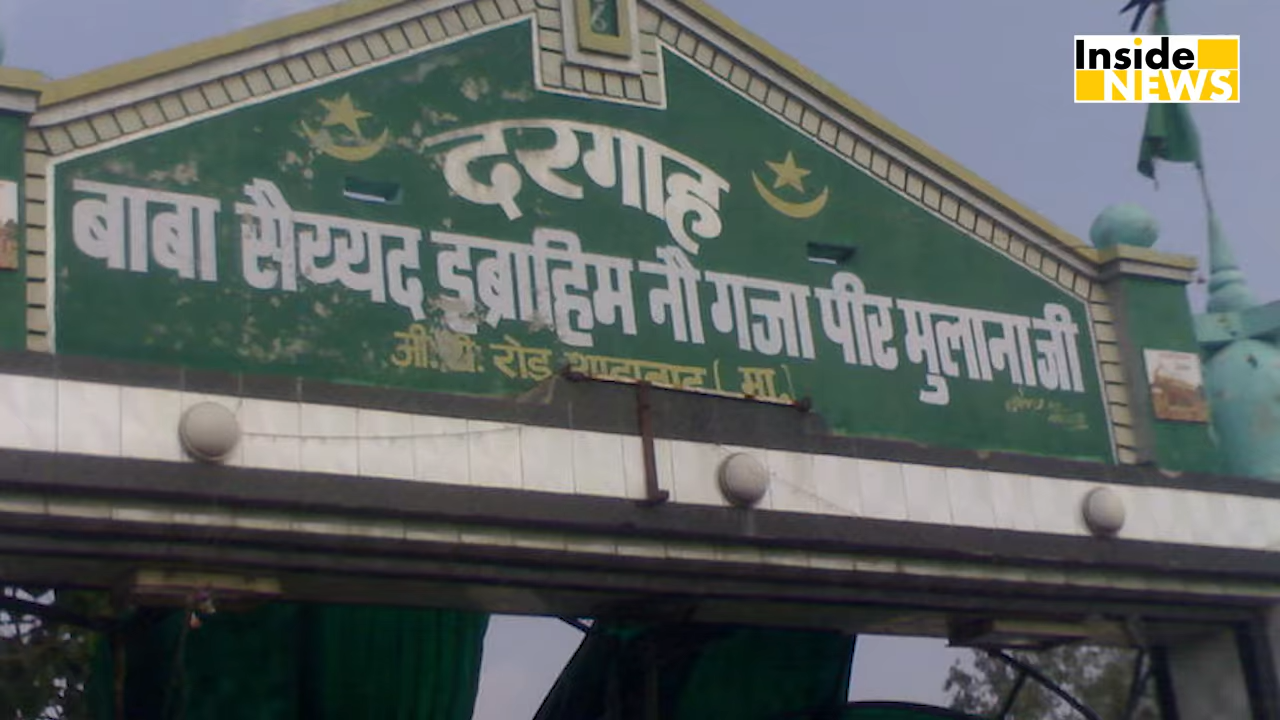 Inside
NEWS
दरगाह
बाबा सैय्यद इब्राहिम नौ गजा पीर मुलानाजी
जी.टी. रोड शाहाबाद ( मा.)